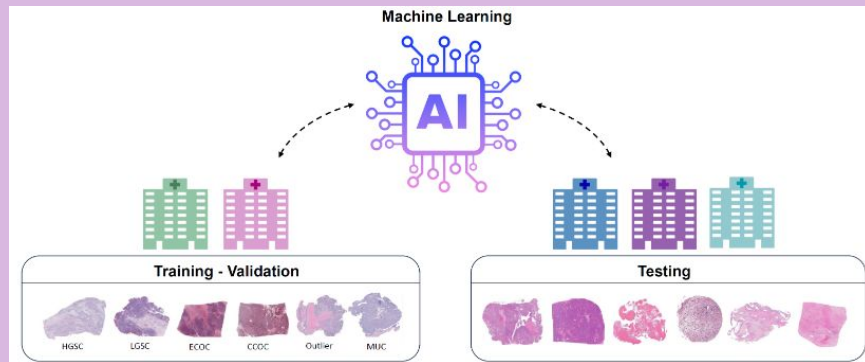 Machine Learning
AI
Training - Validation
Testing
HGSC LGSC ECOC CCOC Outlier MUC